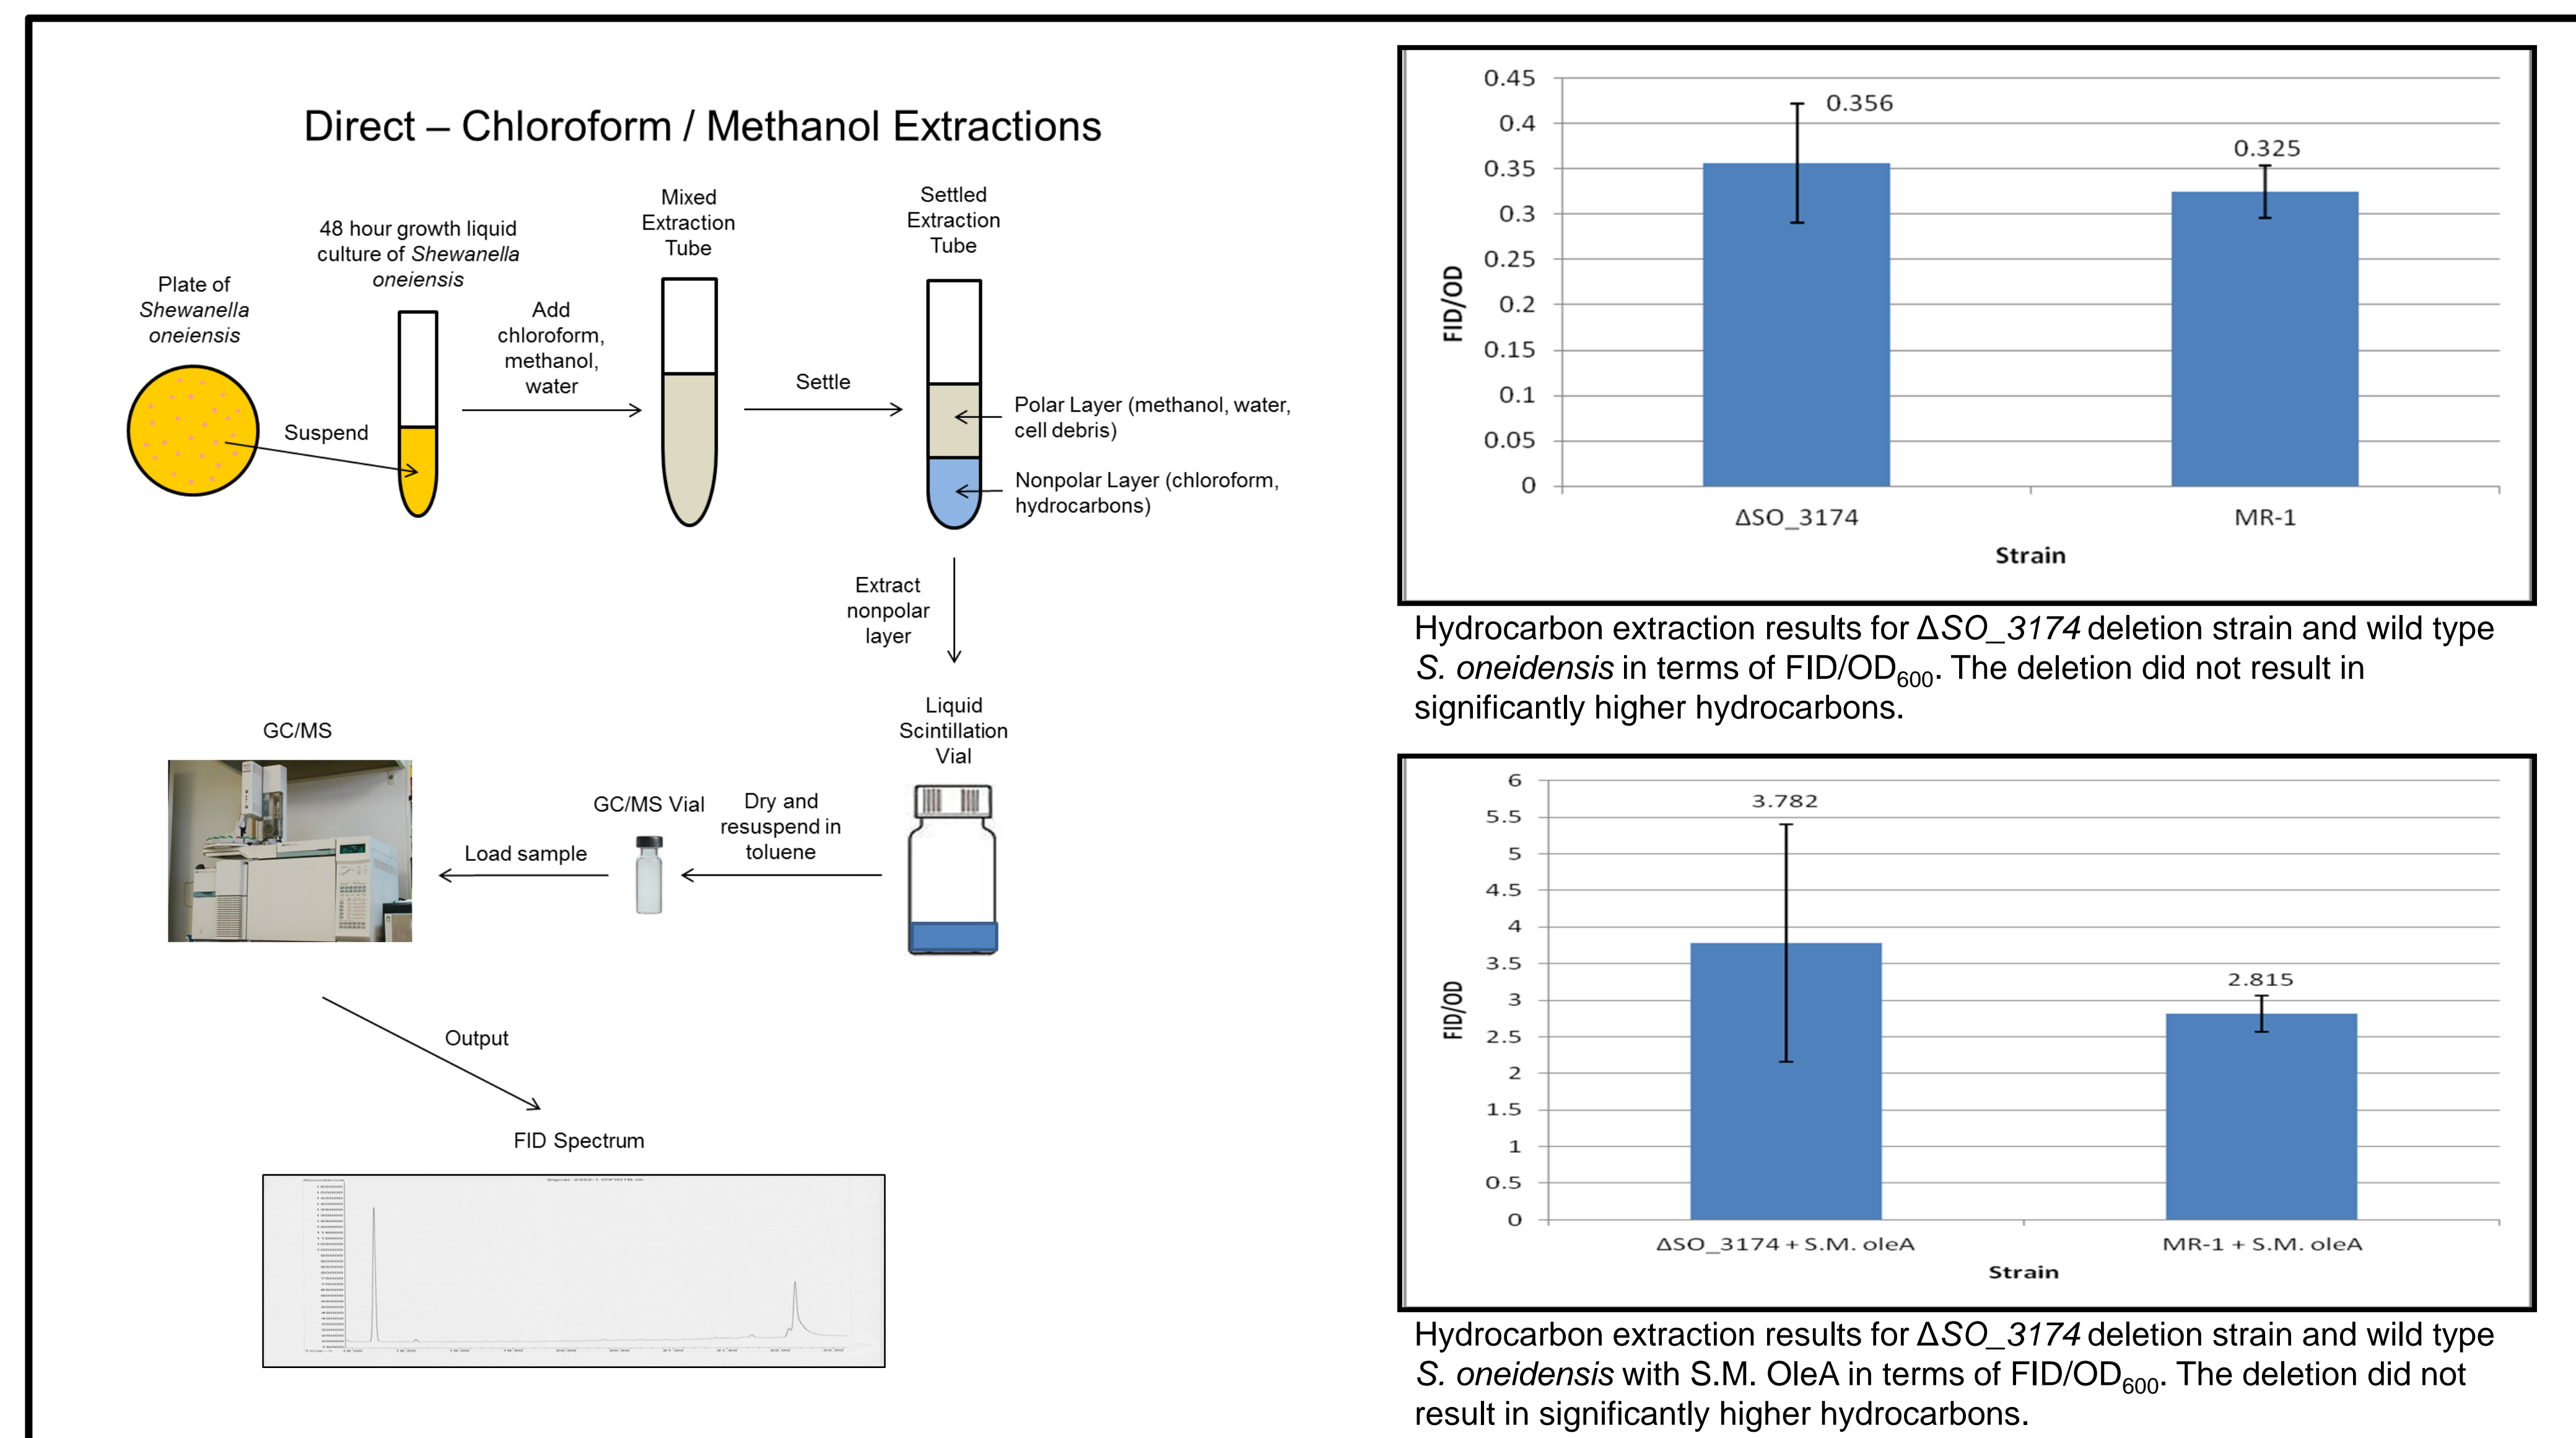 Direct – Chloroform / Methanol Extractions
Plate of
Shewanella
oneiensis
Suspend
48 hour growth liquid
culture of Shewanella
oneiensis
Add
chloroform,
methanol,
water
Mixed
Extraction
Tube
Settle
Settled
Extraction
Tube
Polar Layer (methanol, water,
cell debris)
Nonpolar Layer (chloroform,
hydrocarbons)
Extract
nonpolar
layer
Liquid
Scintillation
Vial
Dry and
resuspend in
toluene
GC/MS Vial
Load sample
GC/MS
Output
FID Spectrum
0.45
0.4
0.35
0.3
0.25
0.2
0.15
0.1
0.05
0
FID/OD
0.356
0.325
ΔSO_3174
MR-1
Strain
Hydrocarbon extraction results for ΔSO_3174 deletion strain and wild type
S. oneidensis in terms of FID/OD600. The deletion did not result in
significantly higher hydrocarbons.
6
5.5
5
4.5
4
3.5
3
2.5
2
1.5
1
0.5
0
FID/OD
3.782
2.815
ΔSO_3174 + S.M. oleA
MR-1 + S.M. oleA
Strain
Hydrocarbon extraction results for ΔSO_3174 deletion strain and wild type
S. oneidensis with S.M. OleA in terms of FID/OD600. The deletion did not
result in significantly higher hydrocarbons.